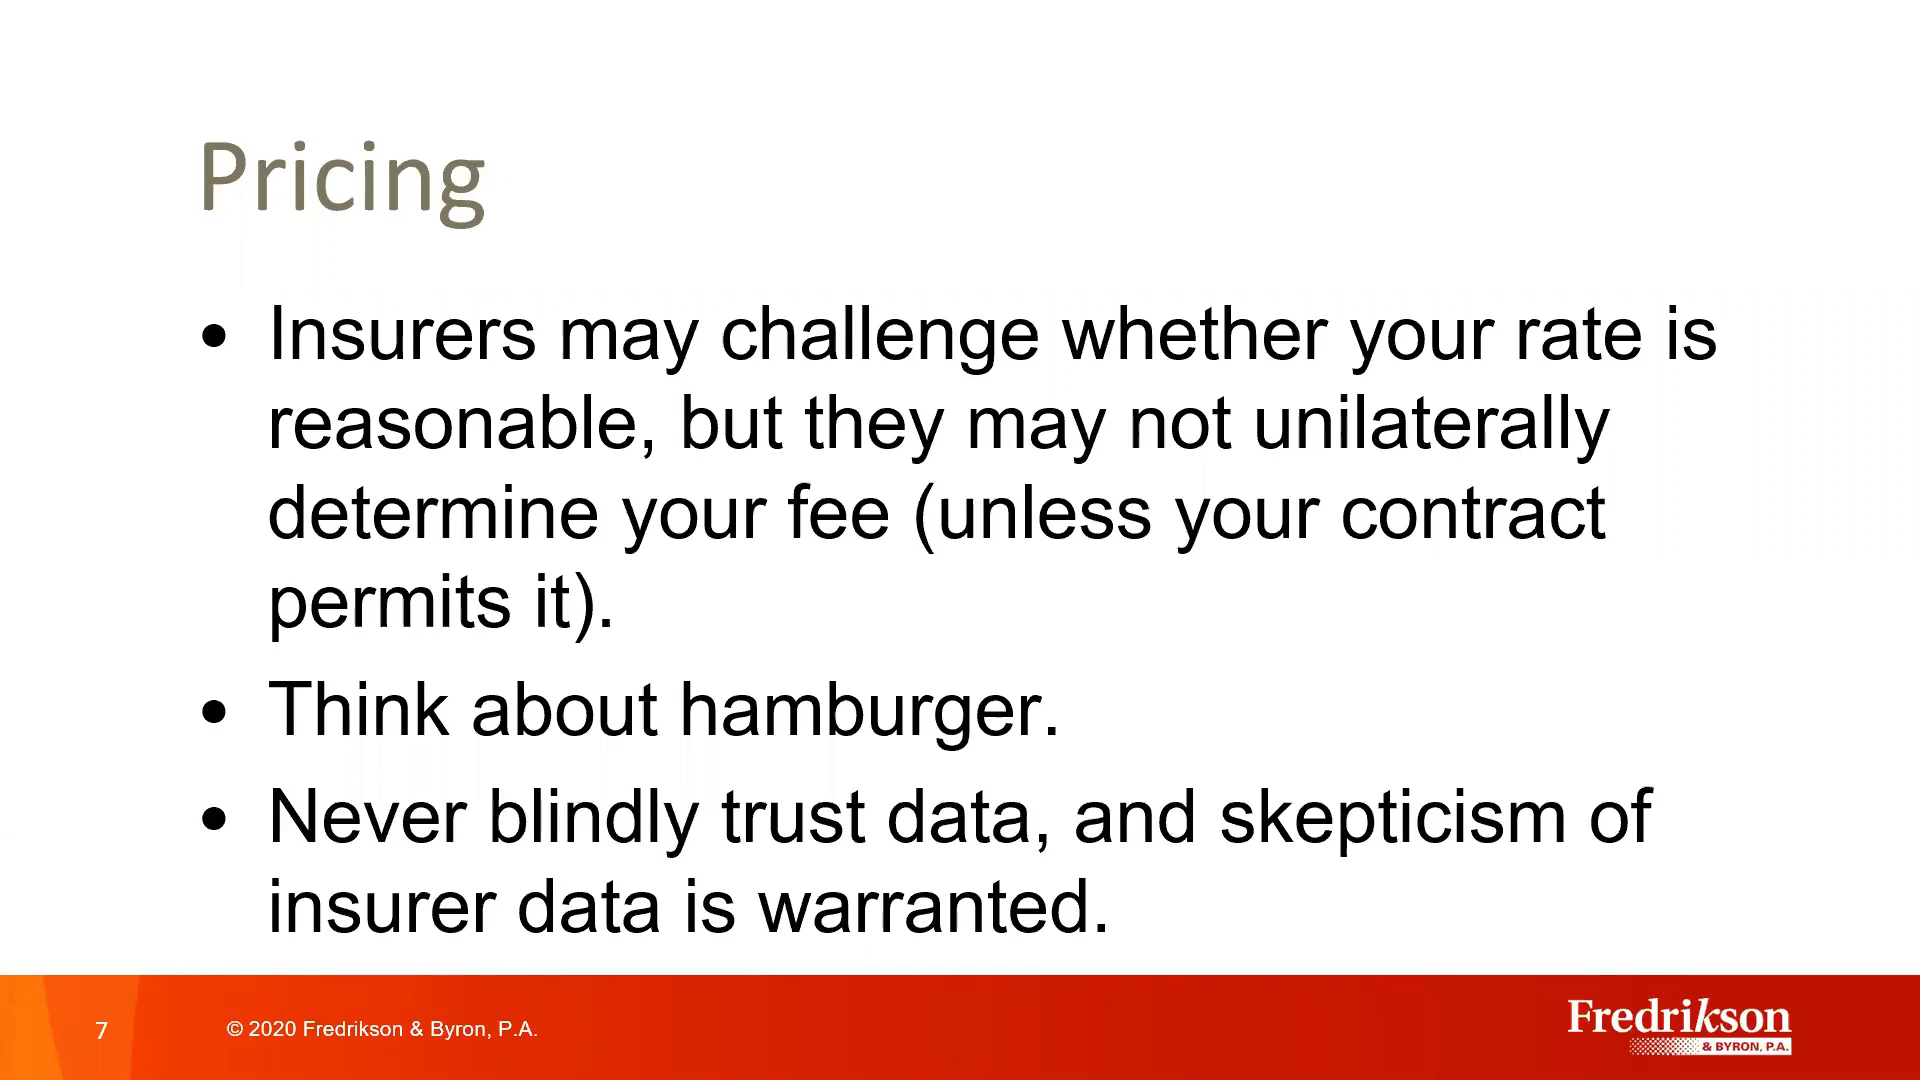 Pricing
• Insurers may challenge whether your rate is
reasonable, but they may not unilaterally
determine your fee (unless your contract
permits it).
• Think about hamburger.
• Never blindly trust data, and skepticism of
insurer data is warranted.
7
© 2020 Fredrikson & Byron, P.A.
Fredrikson
& BYRON, P.A.